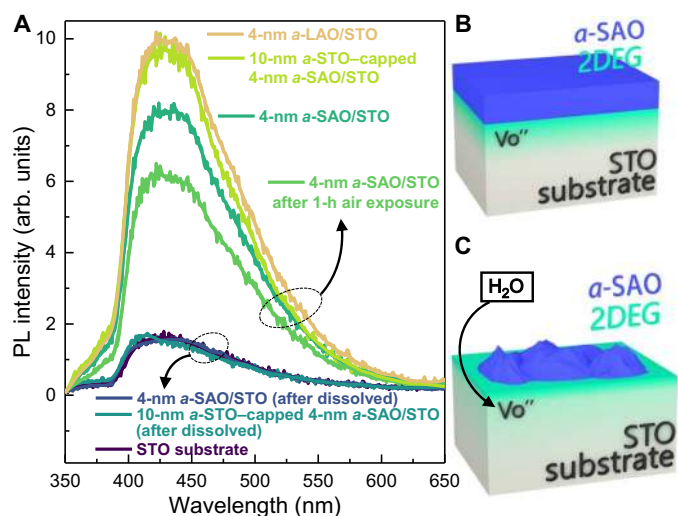 A
10
8
6
4
2
0
PL intensity (arb. units)
350
400
450
500
550
600
650
Wavelength (nm)
4-nm a-LAO/STO
10-nm a-STO–capped
4-nm a-SAO/STO
4-nm a-SAO/STO
4-nm a-SAO/STO
after 1-h air exposure
4-nm a-SAO/STO (after dissolved)
10-nm a-STO–capped 4-nm a-SAO/STO
(after dissolved)
STO substrate
B
a-SAO
2DEG
Vo¨
STO
substrate
C
H₂O
a-SAO
2DEG
Vo¨
STO
substrate